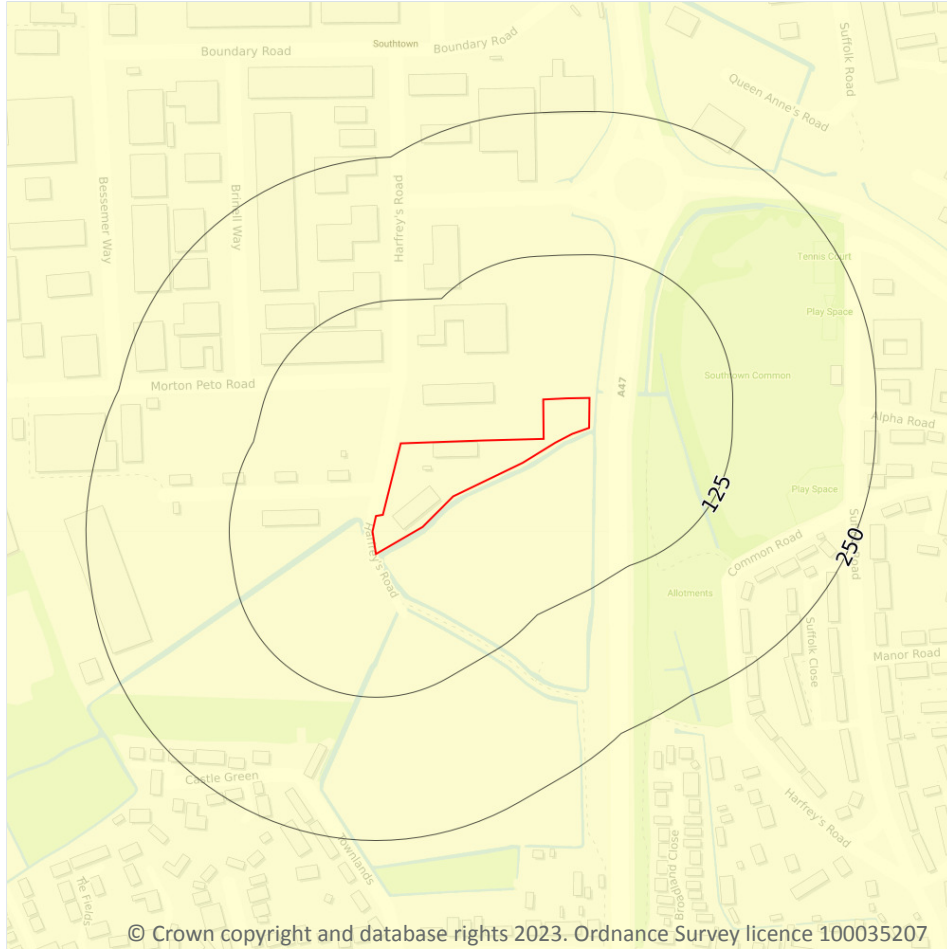 Boundary Road
Southtown
Boundary Road
Suffolk Road
Queen Anne's Road
Bessemer Way
Brinell Way
Harfrey's Road
Tennis Court
Play Space
Morton Peto Road
A47
Southtown Common
Alpha Road
125
Play Space
250
Harfrey's Road
Common Road
Allotments
Suffolk Close
Manor Road
Castle Green
Harfrey's Road
Broadland Close
Tile Fields
© Crown copyright and database rights 2023. Ordnance Survey licence 100035207.